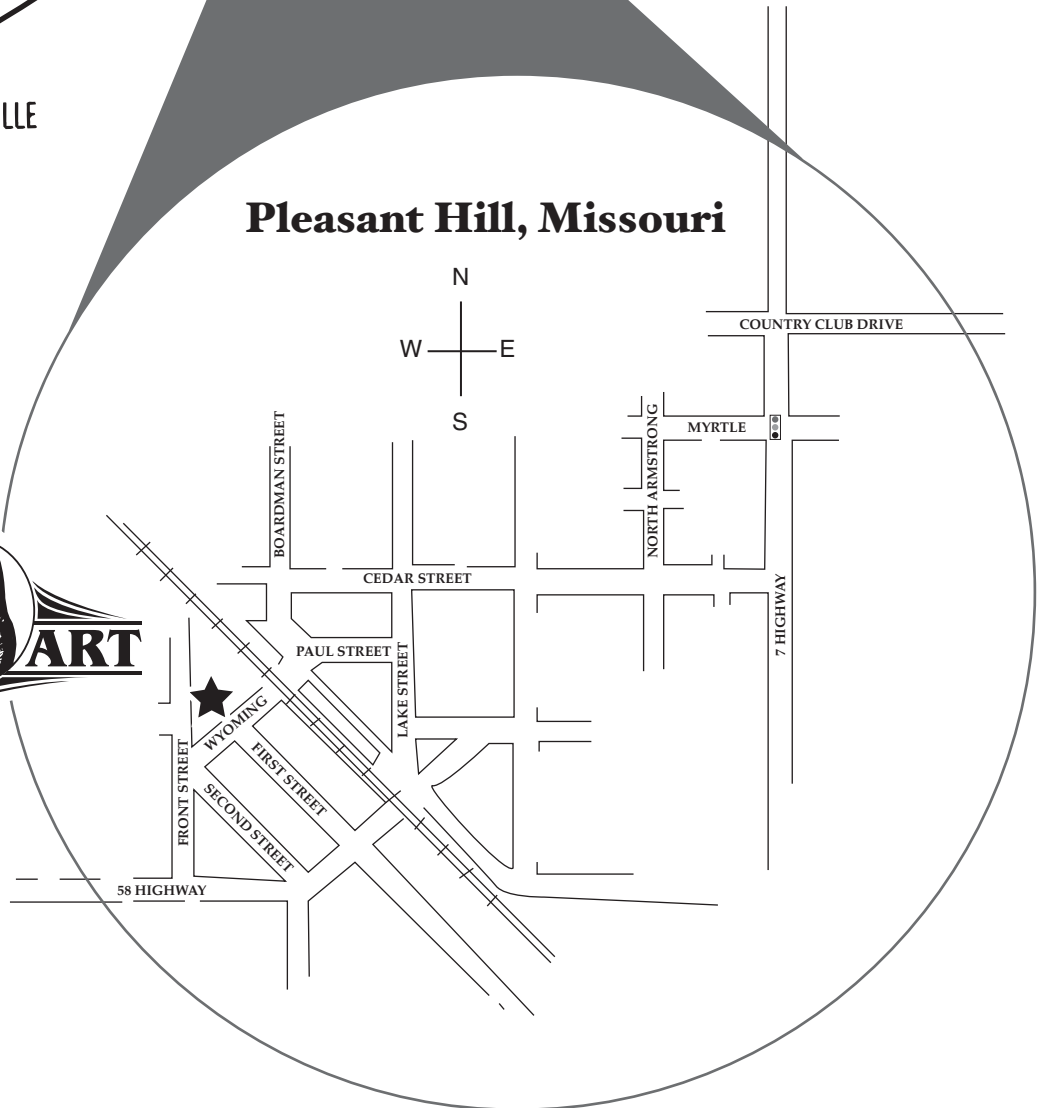 LLE
Pleasant Hill, Missouri
N
W E
S
COUNTRY CLUB DRIVE
MYRTLE
NORTH ARMSTRONG
BOARDMAN STREET
CEDAR STREET
7 HIGHWAY
PAUL STREET
LAKE STREET
ART
WYOMING
FIRST STREET
FRONT STREET
SECOND STREET
58 HIGHWAY